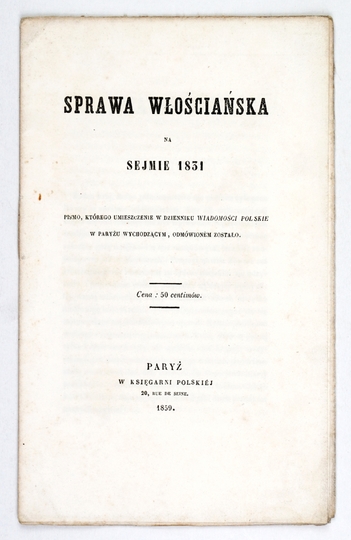 SPRAWA WŁOŚCIAŃSKA
NA
SEJMIE 1831
PISMO, KTÓREGO UMIESZCZENIE W DZIENNIKU WIADOMOŚCI POLSKIE
W PARYŻU WYCHODZĄCYM, ODMÓWIONEM ZOSTAŁO.
Cena : 50 centimów.
PARYŻ
W KSIĘGARNI POLSKIÉJ
20, RUE DE SEINE.
1859.